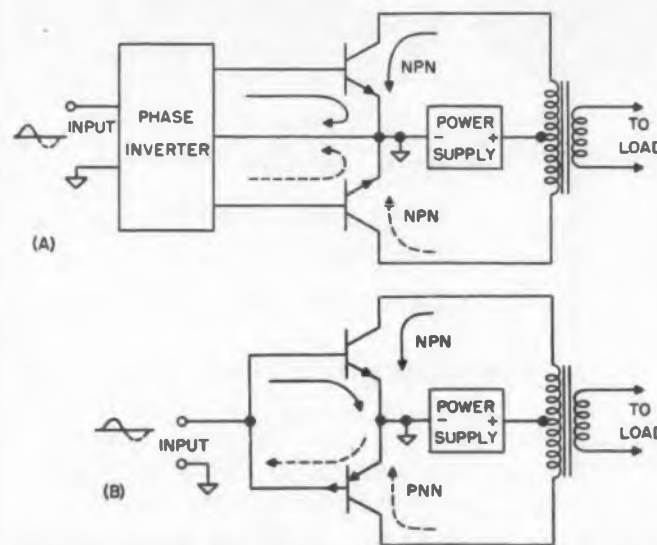 NPN
PHASE
INVERTER
INPUT
- POWER SUPPLY +
TO
LOAD
NPN
(A)
NPN
- POWER SUPPLY +
TO
LOAD
INPUT
(B)
PNN